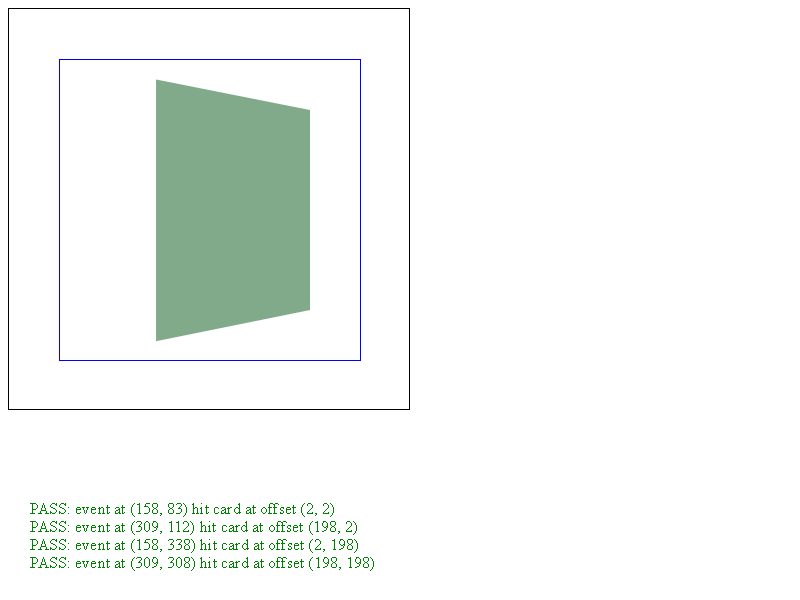 PASS: event at (158, 83) hit card at offset (2, 2)
PASS: event at (309, 112) hit card at offset (198, 2)
PASS: event at (158, 338) hit card at offset (2, 198)
PASS: event at (309, 308) hit card at offset (198, 198)